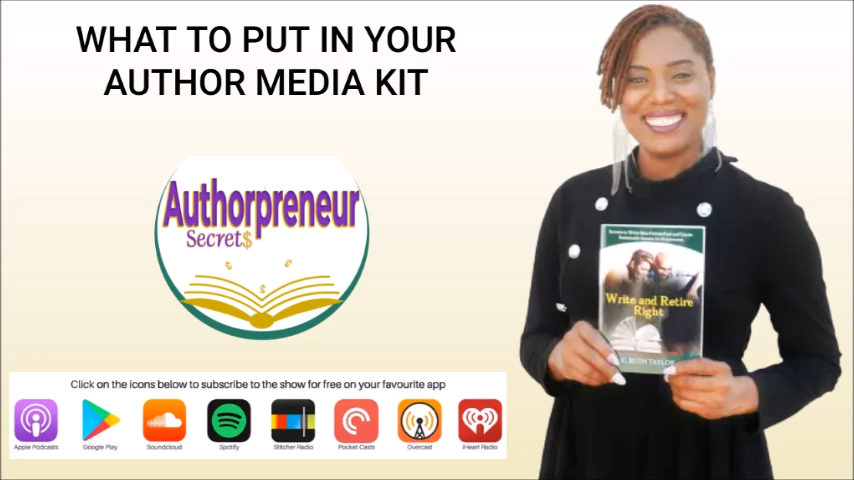 WHAT TO PUT IN YOUR
AUTHOR MEDIA KIT
Authorpreneur
Secret$
Click on the icons below to subscribe to the show for free on your favourite app
Apple Podcasts
Google Play
Soundcloud
Spotify
Stitcher Radio
Pocket Casts
Overcast
iHeart Radio
Write and Retire
Right
C. RUTH TAYLOR